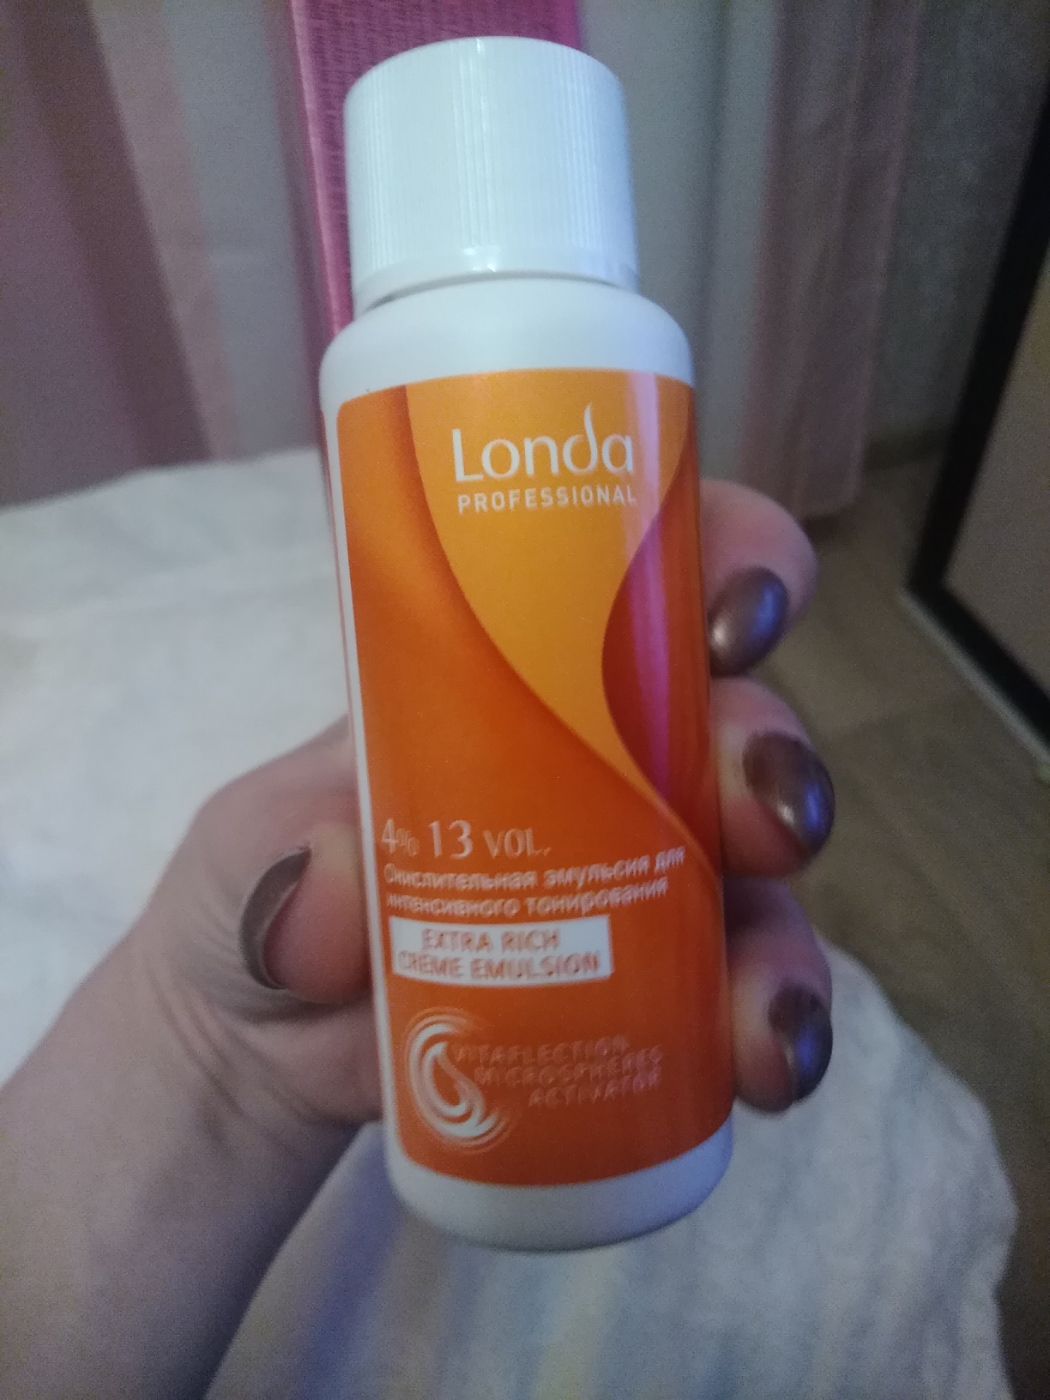 Londa
PROFESSIONAL
4% 13 VOL.
Окислительная эмульсия для
интенсивного тонирования
EXTRA RICH
CREME EMULSION
VITAFLECTION
MICROSPHERES
ACTIVATOR